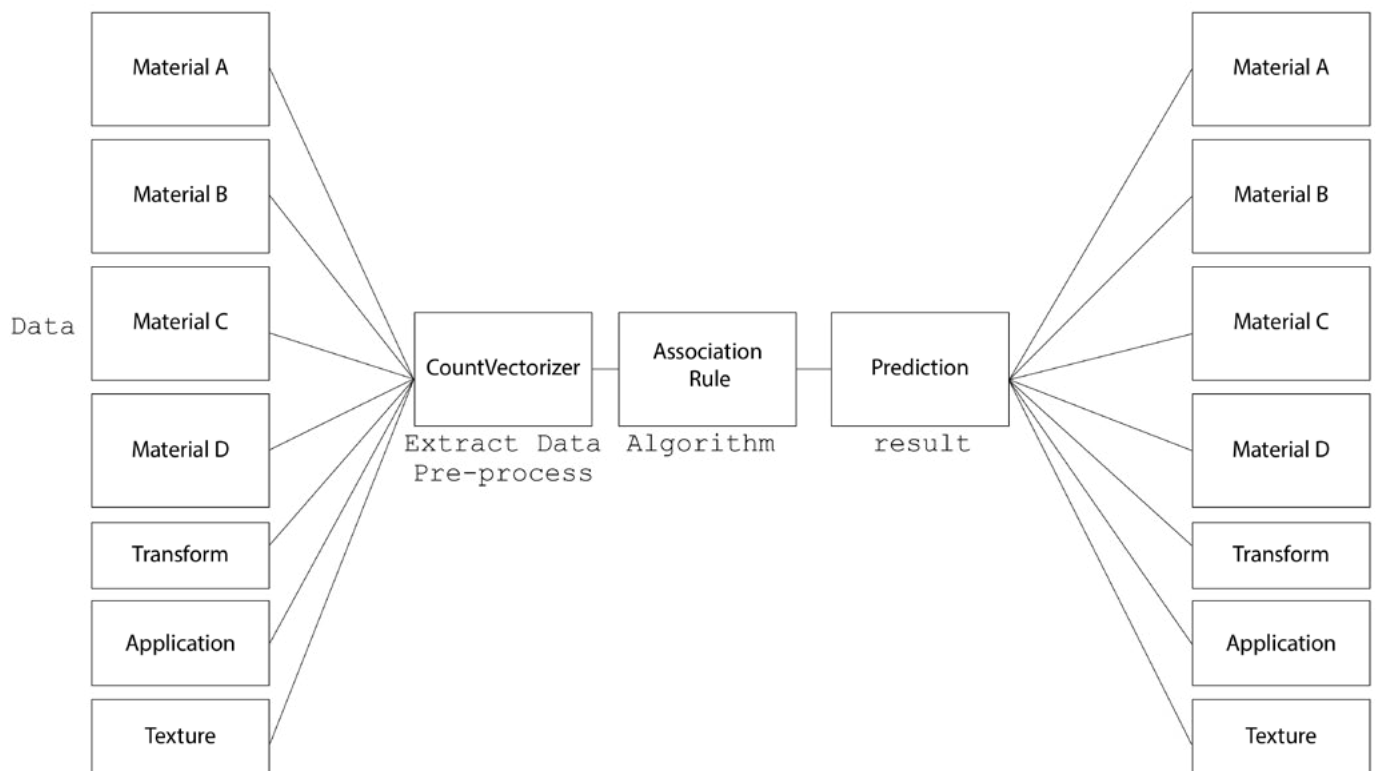 Material A
Material B
Data
Material C
Material D
Transform
Application
Texture
CountVectorizer
Extract Data
Pre-process
Association
Rule
Algorithm
Prediction
result
Material A
Material B
Material C
Material D
Transform
Application
Texture